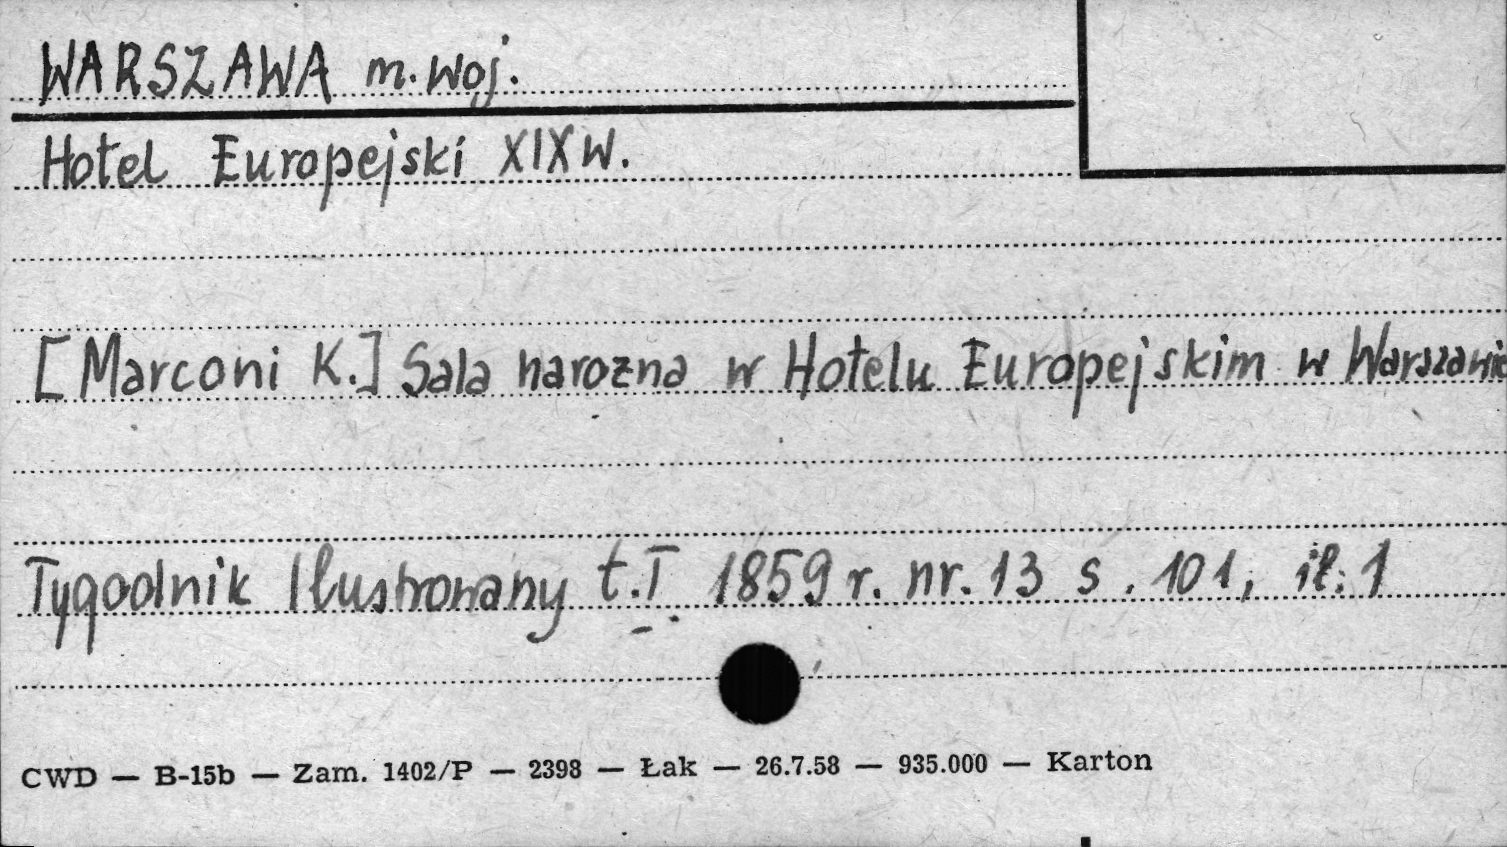 WARSZAWA m. woj.
Hotel Europejski XIX w.
[Marconi K.] Sala narożna w Hotelu Europejskim w Warszawie
Tygodnik Ilustrowany t. I 1859 r. nr. 13 s. 101, il. 1
CWD — B-15b — Zam. 1402/P — 2398 — Łak — 26.7.58 — 935.000 — Karton